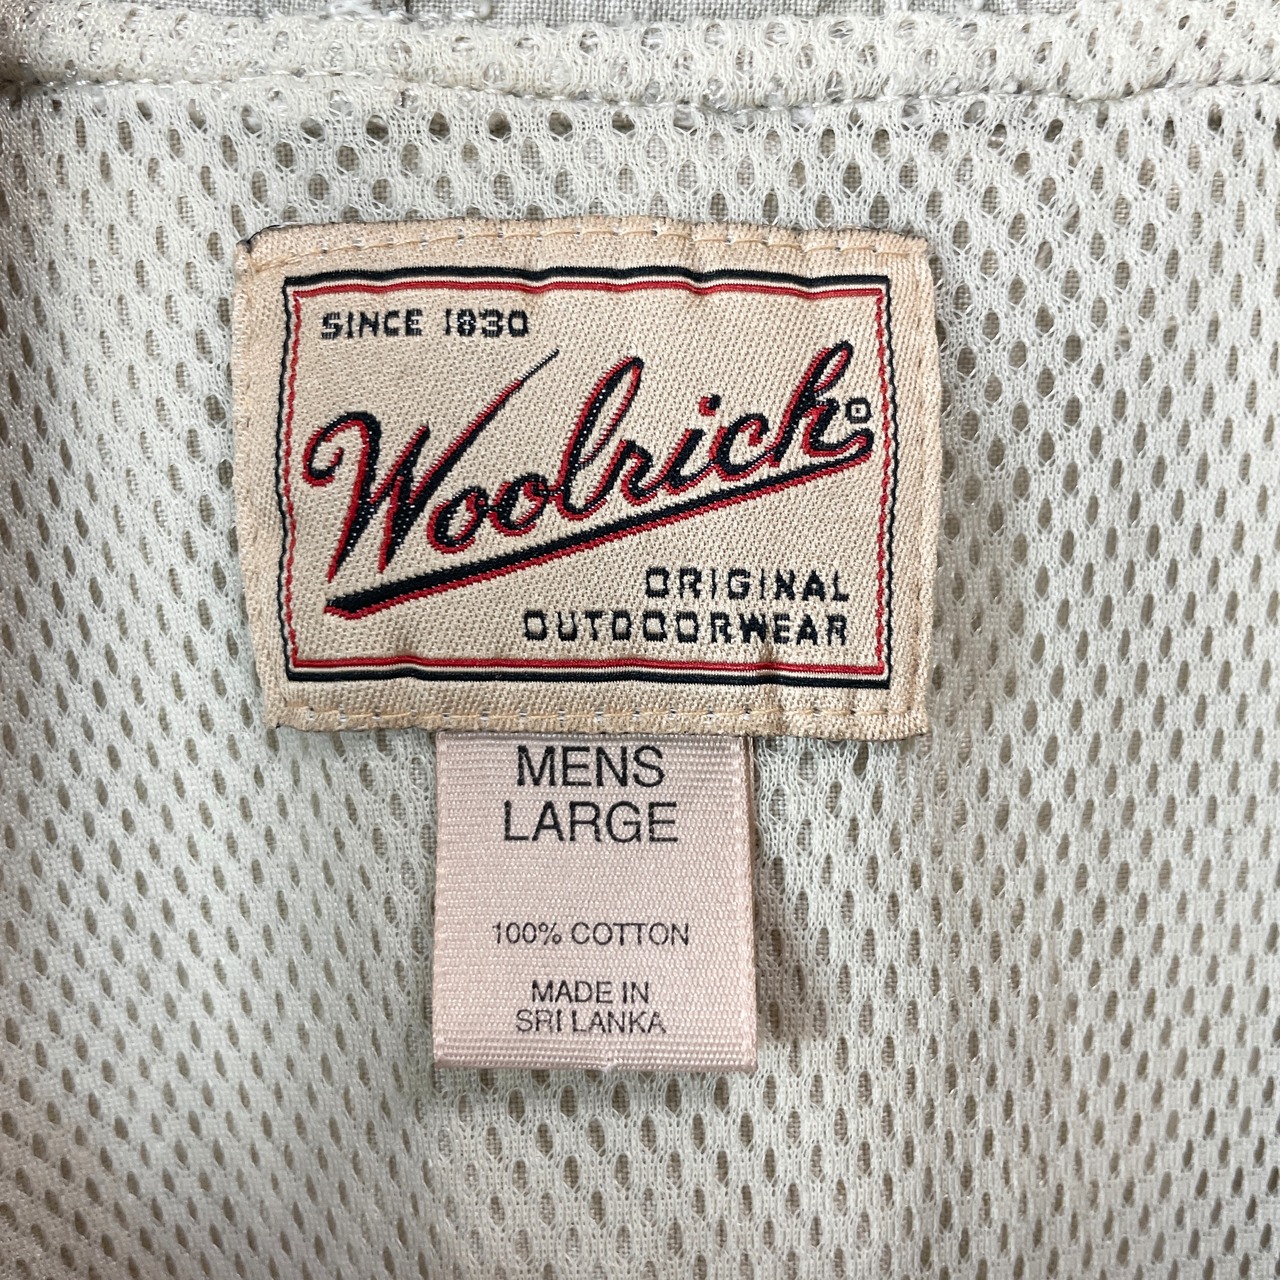 SINCE 1830
Woolrich®
ORIGINAL
OUTDOORWEAR
MENS
LARGE
100% COTTON
MADE IN
SRI LANKA